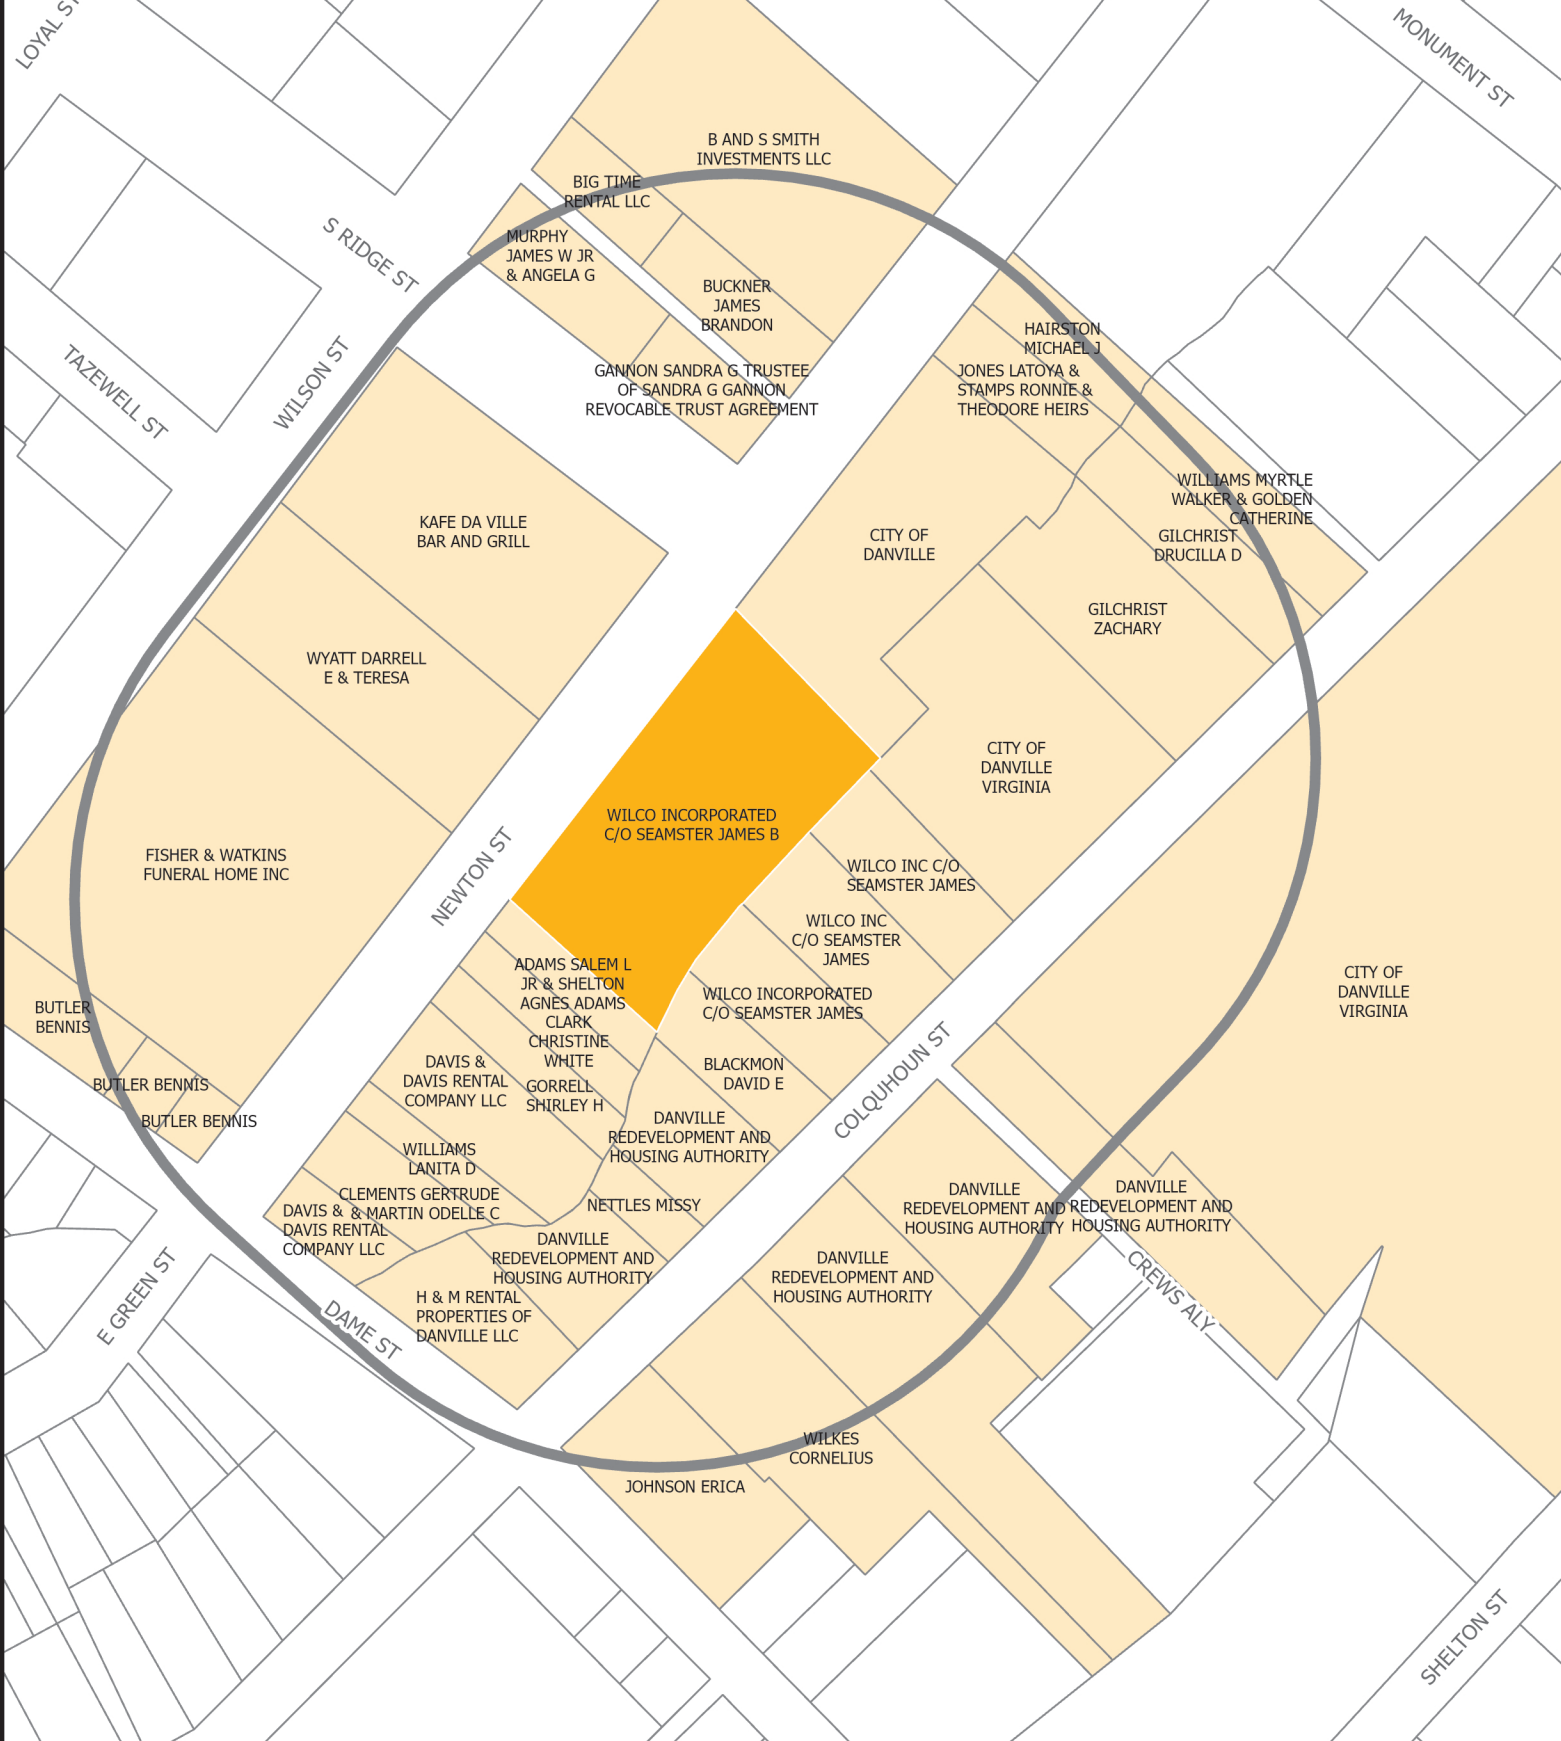 LOYAL ST
MONUMENT ST
B AND S SMITH
INVESTMENTS LLC
BIG TIME
RENTAL LLC
S RIDGE ST
MURPHY
JAMES W JR
& ANGELA G
BUCKNER
JAMES
BRANDON
HAIRSTON
MICHAEL J
TAZEWELL ST
WILSON ST
GANNON SANDRA G TRUSTEE
OF SANDRA G GANNON
REVOCABLE TRUST AGREEMENT
JONES LATOYA &
STAMPS RONNIE &
THEODORE HEIRS
WILLIAMS MYRTLE
WALKER & GOLDEN
CATHERINE
KAFE DA VILLE
BAR AND GRILL
CITY OF
DANVILLE
GILCHRIST
DRUCILLA D
GILCHRIST
ZACHARY
WYATT DARRELL
E & TERESA
CITY OF
DANVILLE
VIRGINIA
WILCO INCORPORATED
C/O SEAMSTER JAMES B
FISHER & WATKINS
FUNERAL HOME INC
NEWTON ST
WILCO INC C/O
SEAMSTER JAMES
WILCO INC
C/O SEAMSTER
JAMES
ADAMS SALEM L
JR & SHELTON
AGNES ADAMS
CLARK
CHRISTINE
WHITE
WILCO INCORPORATED
C/O SEAMSTER JAMES
CITY OF
DANVILLE
VIRGINIA
BUTLER
BENNIS
BUTLER BENNIS
BUTLER BENNIS
DAVIS &
DAVIS RENTAL
COMPANY LLC
GORRELL
SHIRLEY H
BLACKMON
DAVID E
COLQUHOUN ST
DANVILLE
REDEVELOPMENT AND
HOUSING AUTHORITY
WILLIAMS
LANITA D
CLEMENTS GERTRUDE
& MARTIN ODELLE C
NETTLES MISSY
DAVIS &
DAVIS RENTAL
COMPANY LLC
DANVILLE
REDEVELOPMENT AND
HOUSING AUTHORITY
DANVILLE
REDEVELOPMENT AND
HOUSING AUTHORITY
DANVILLE
REDEVELOPMENT AND
HOUSING AUTHORITY
DANVILLE
REDEVELOPMENT AND
HOUSING AUTHORITY
H & M RENTAL
PROPERTIES OF
DANVILLE LLC
E GREEN ST
DAME ST
CREWS ALY
WILKES
CORNELIUS
JOHNSON ERICA
SHELTON ST